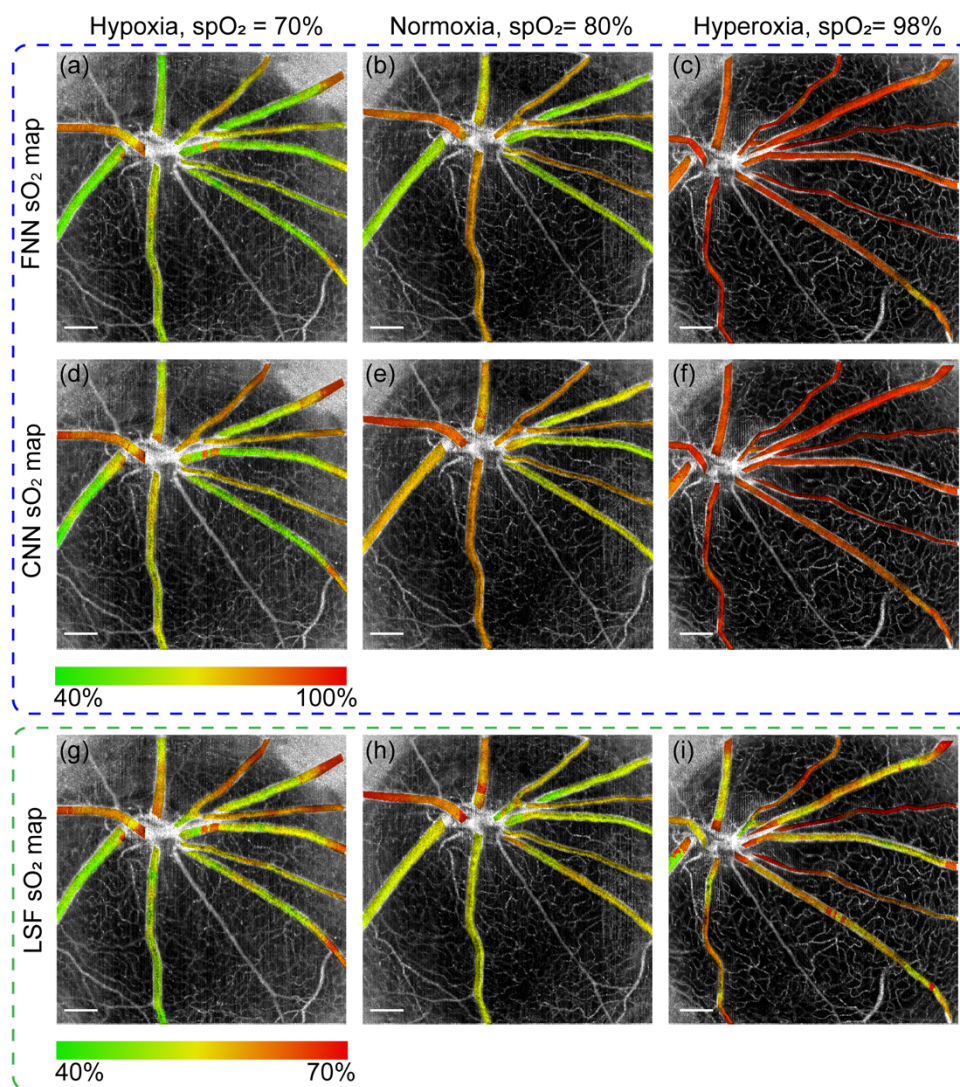 Hypoxia, spO₂ = 70% Normoxia, spO₂= 80% Hyperoxia, spO₂= 98%
FNN sO₂ map
(a) (b) (c)
CNN sO₂ map
(d) (e) (f)
40% 100%
LSF sO₂ map
(g) (h) (i)
40% 70%